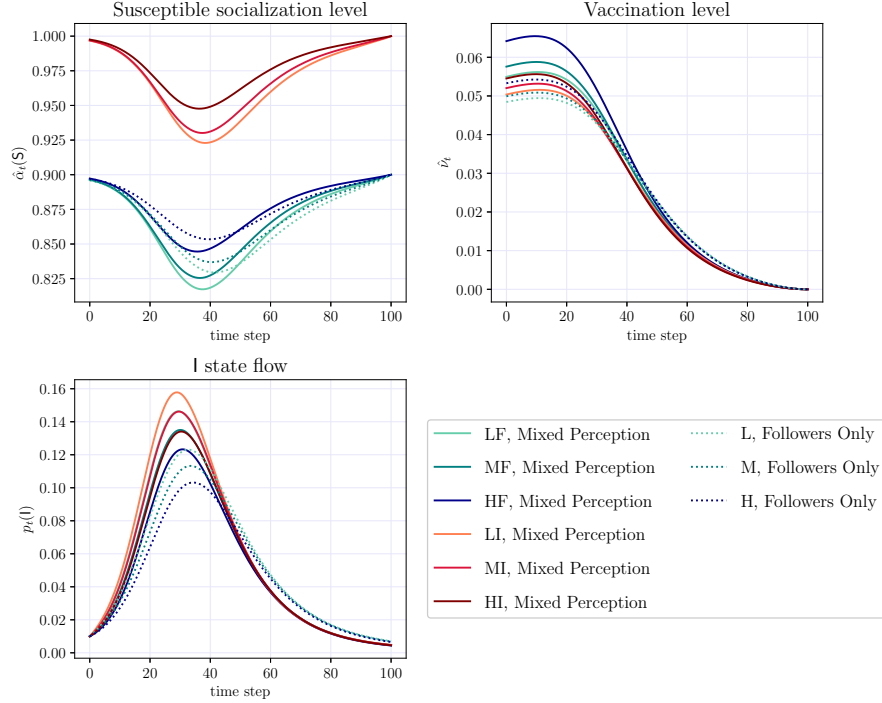 Susceptible socialization level
1.000
0.975
0.950
0.925
0.900
0.875
0.850
0.825
α̂ₜ(S)
0 20 40 60 80 100
time step
Vaccination level
0.06
0.05
0.04
0.03
0.02
0.01
0.00
ν̂ₜ
0 20 40 60 80 100
time step
I state flow
0.16
0.14
0.12
0.10
0.08
0.06
0.04
0.02
0.00
pₜ(I)
0 20 40 60 80 100
time step
LF, Mixed Perception
MF, Mixed Perception
HF, Mixed Perception
LI, Mixed Perception
MI, Mixed Perception
HI, Mixed Perception
L, Followers Only
M, Followers Only
H, Followers Only